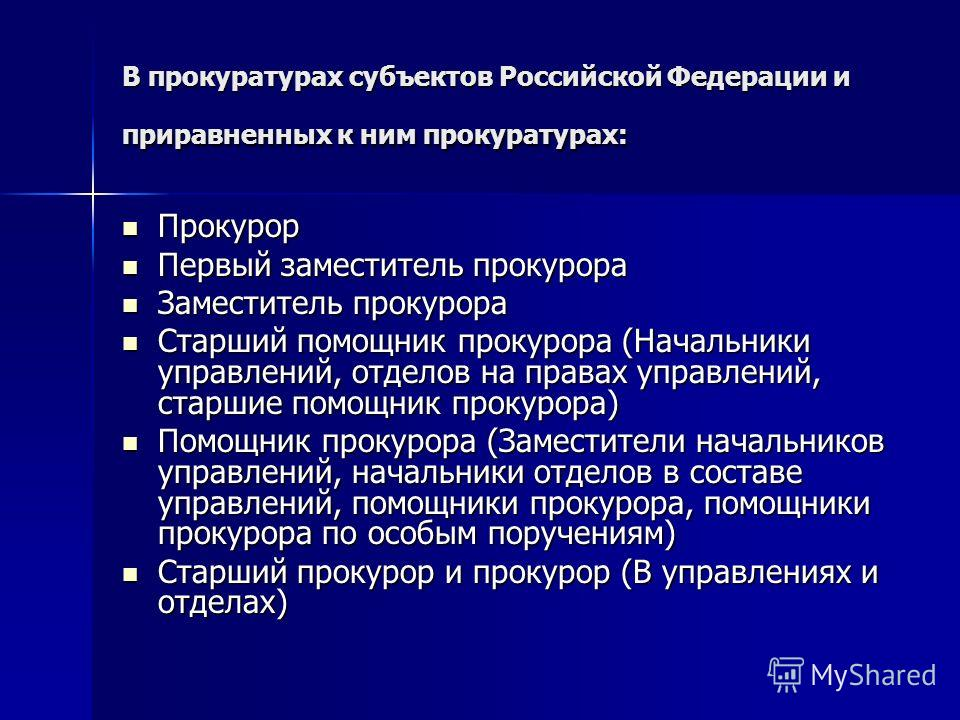 В прокуратурах субъектов Российской Федерации и
приравненных к ним прокуратурах:
Прокурор
Первый заместитель прокурора
Заместитель прокурора
Старший помощник прокурора (Начальники
управлений, отделов на правах управлений,
старшие помощник прокурора)
Помощник прокурора (Заместители начальников
управлений, начальники отделов в составе
управлений, помощники прокурора, помощники
прокурора по особым поручениям)
Старший прокурор и прокурор (В управлениях и
отделах)
MyShared